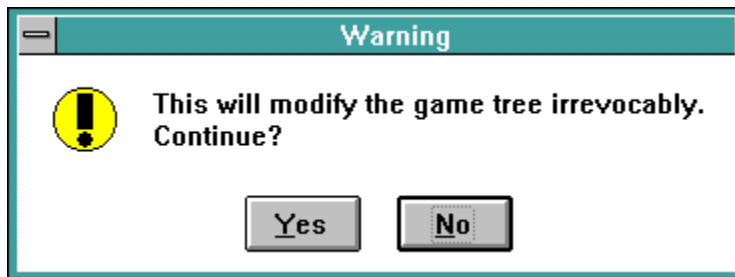 Warning
This will modify the game tree irrevocably.
Continue?
Yes No